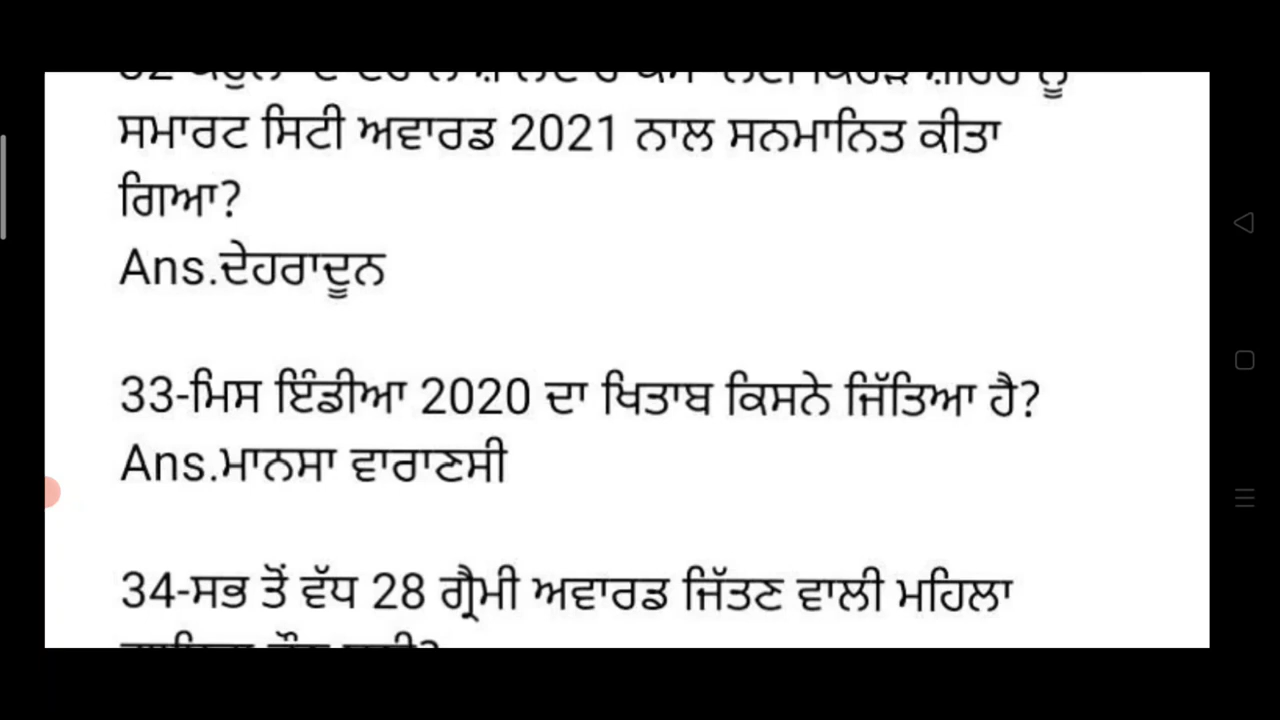 ਸਮਾਰਟ ਸਿਟੀ ਅਵਾਰਡ 2021 ਨਾਲ ਸਨਮਾਨਿਤ ਕੀਤਾ
ਗਿਆ?
Ans.ਦੇਹਰਾਦੂਨ
33-ਮਿਸ ਇੰਡੀਆ 2020 ਦਾ ਖਿਤਾਬ ਕਿਸਨੇ ਜਿੱਤਿਆ ਹੈ?
Ans.ਮਾਨਸਾ ਵਾਰਾਣਸੀ
34-ਸਭ ਤੋਂ ਵੱਧ 28 ਗ੍ਰੈਮੀ ਅਵਾਰਡ ਜਿੱਤਣ ਵਾਲੀ ਮਹਿਲਾ